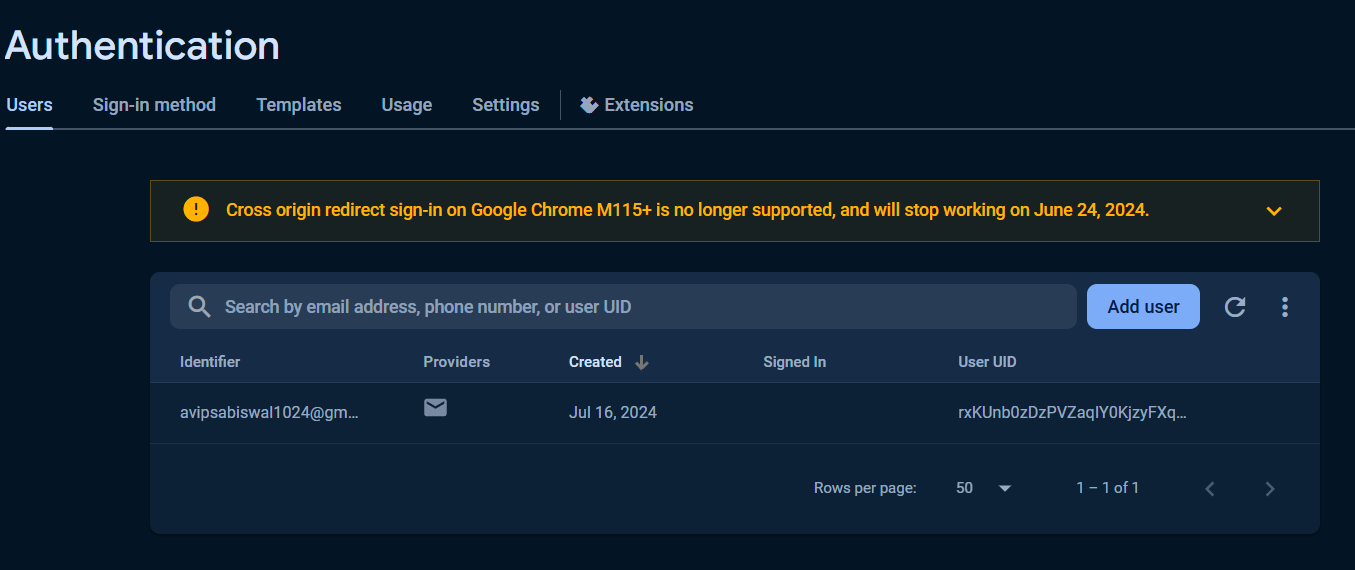 Authentication
Users Sign-in method Templates Usage Settings Extensions
Cross origin redirect sign-in on Google Chrome M115+ is no longer supported, and will stop working on June 24, 2024.
Search by email address, phone number, or user UID Add user
Identifier Providers Created Signed In User UID
avipsabiswal1024@gm... Jul 16, 2024 rxKUnb0zDzPVZaqIY0KjzyFXq...
Rows per page: 50 1 – 1 of 1